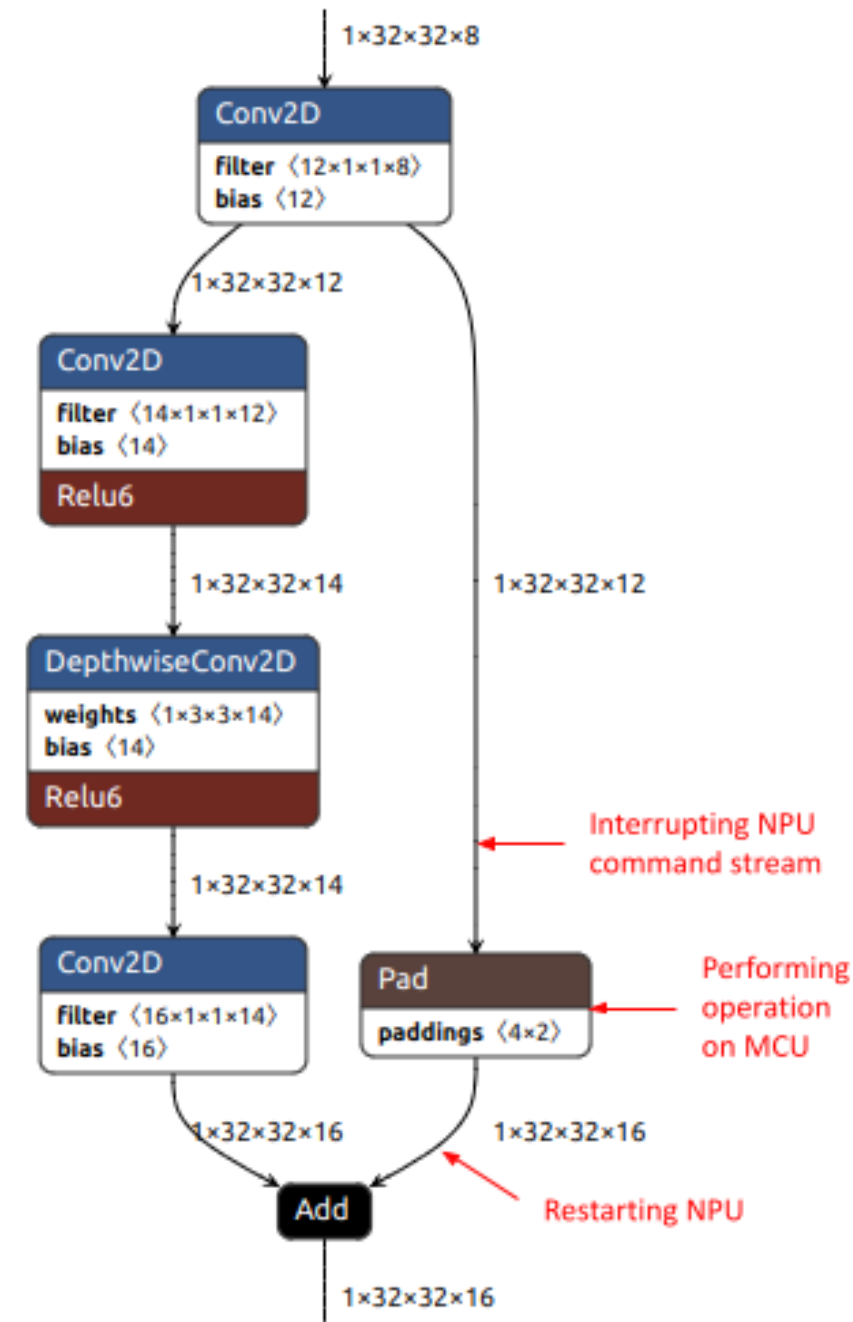 1×32×32×8
Conv2D
filter 〈12×1×1×8〉
bias 〈12〉
1×32×32×12
Conv2D
filter 〈14×1×1×12〉
bias 〈14〉
Relu6
1×32×32×14
1×32×32×12
DepthwiseConv2D
weights 〈1×3×3×14〉
bias 〈14〉
Relu6
Interrupting NPU
command stream
1×32×32×14
Conv2D
filter 〈16×1×1×14〉
bias 〈16〉
Pad
paddings 〈4×2〉
Performing
operation
on MCU
1×32×32×16
1×32×32×16
Add
Restarting NPU
1×32×32×16